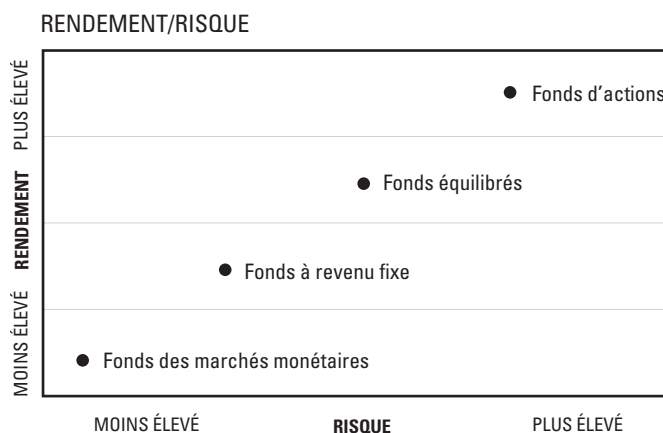 RENDEMENT/RISQUE
PLUS ÉLEVÉ
RENDEMENT
MOINS ÉLEVÉ
Fonds d’actions
Fonds équilibrés
Fonds à revenu fixe
Fonds des marchés monétaires
MOINS ÉLEVÉ
RISQUE
PLUS ÉLEVÉ